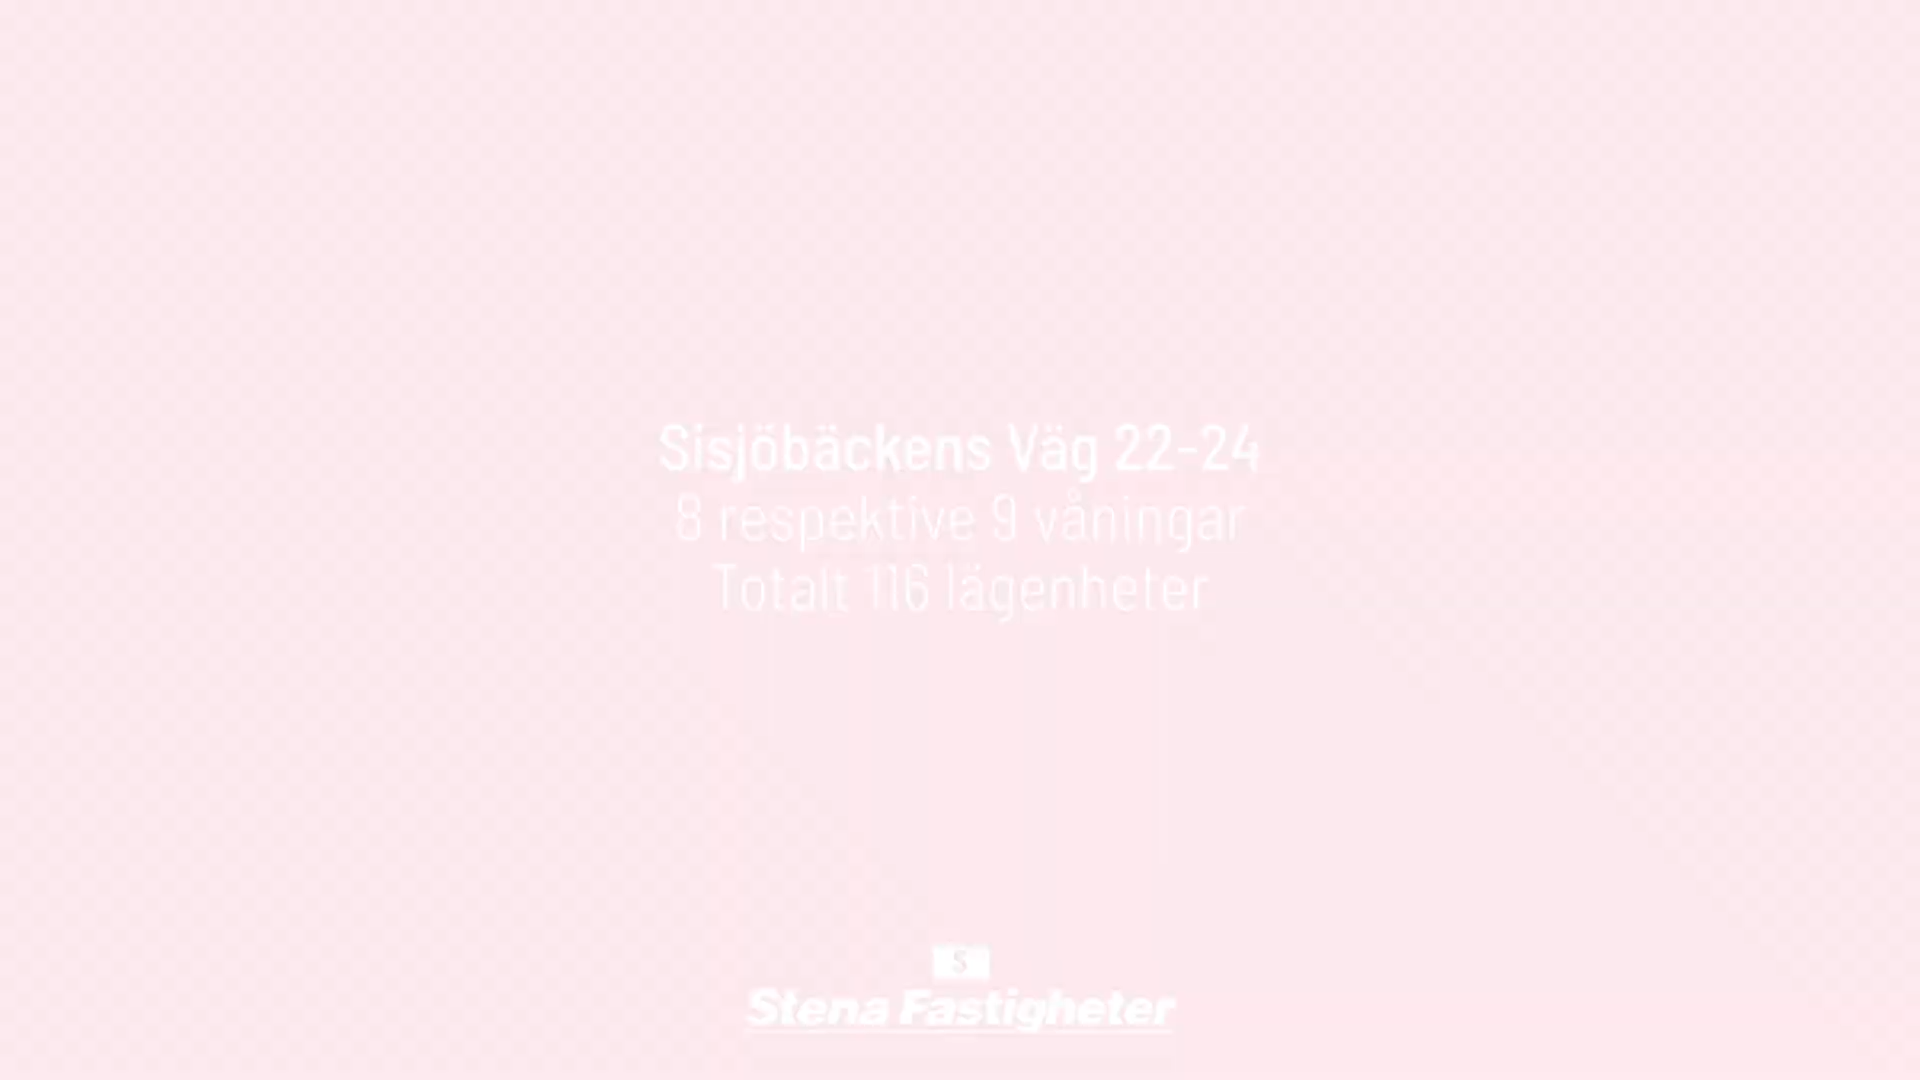 Sisjöbäckens Väg 22-24
8 respektive 9 våningar
Totalt 116 lägenheter
S
Stena Fastigheter